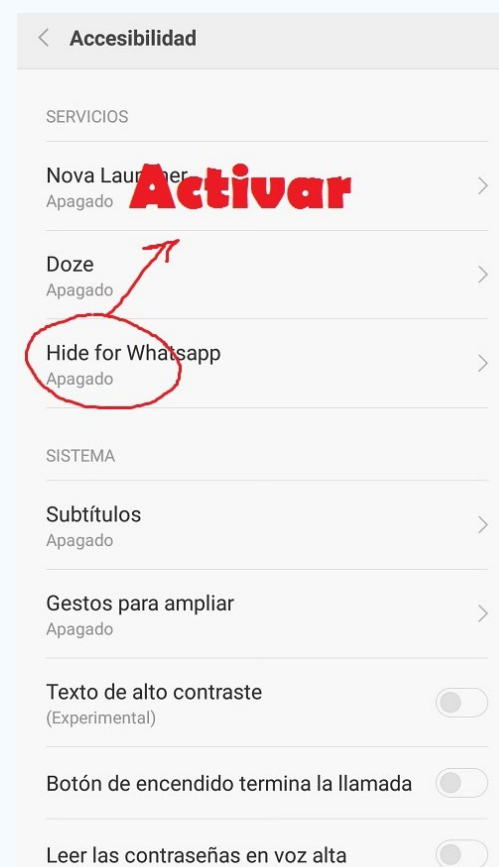 Accesibilidad
SERVICIOS
Nova Launcher
Activar
Apagado
Doze
Apagado
Hide for Whatsapp
Apagado
SISTEMA
Subtítulos
Apagado
Gestos para ampliar
Apagado
Texto de alto contraste
(Experimental)
Botón de encendido termina la llamada
Leer las contraseñas en voz alta